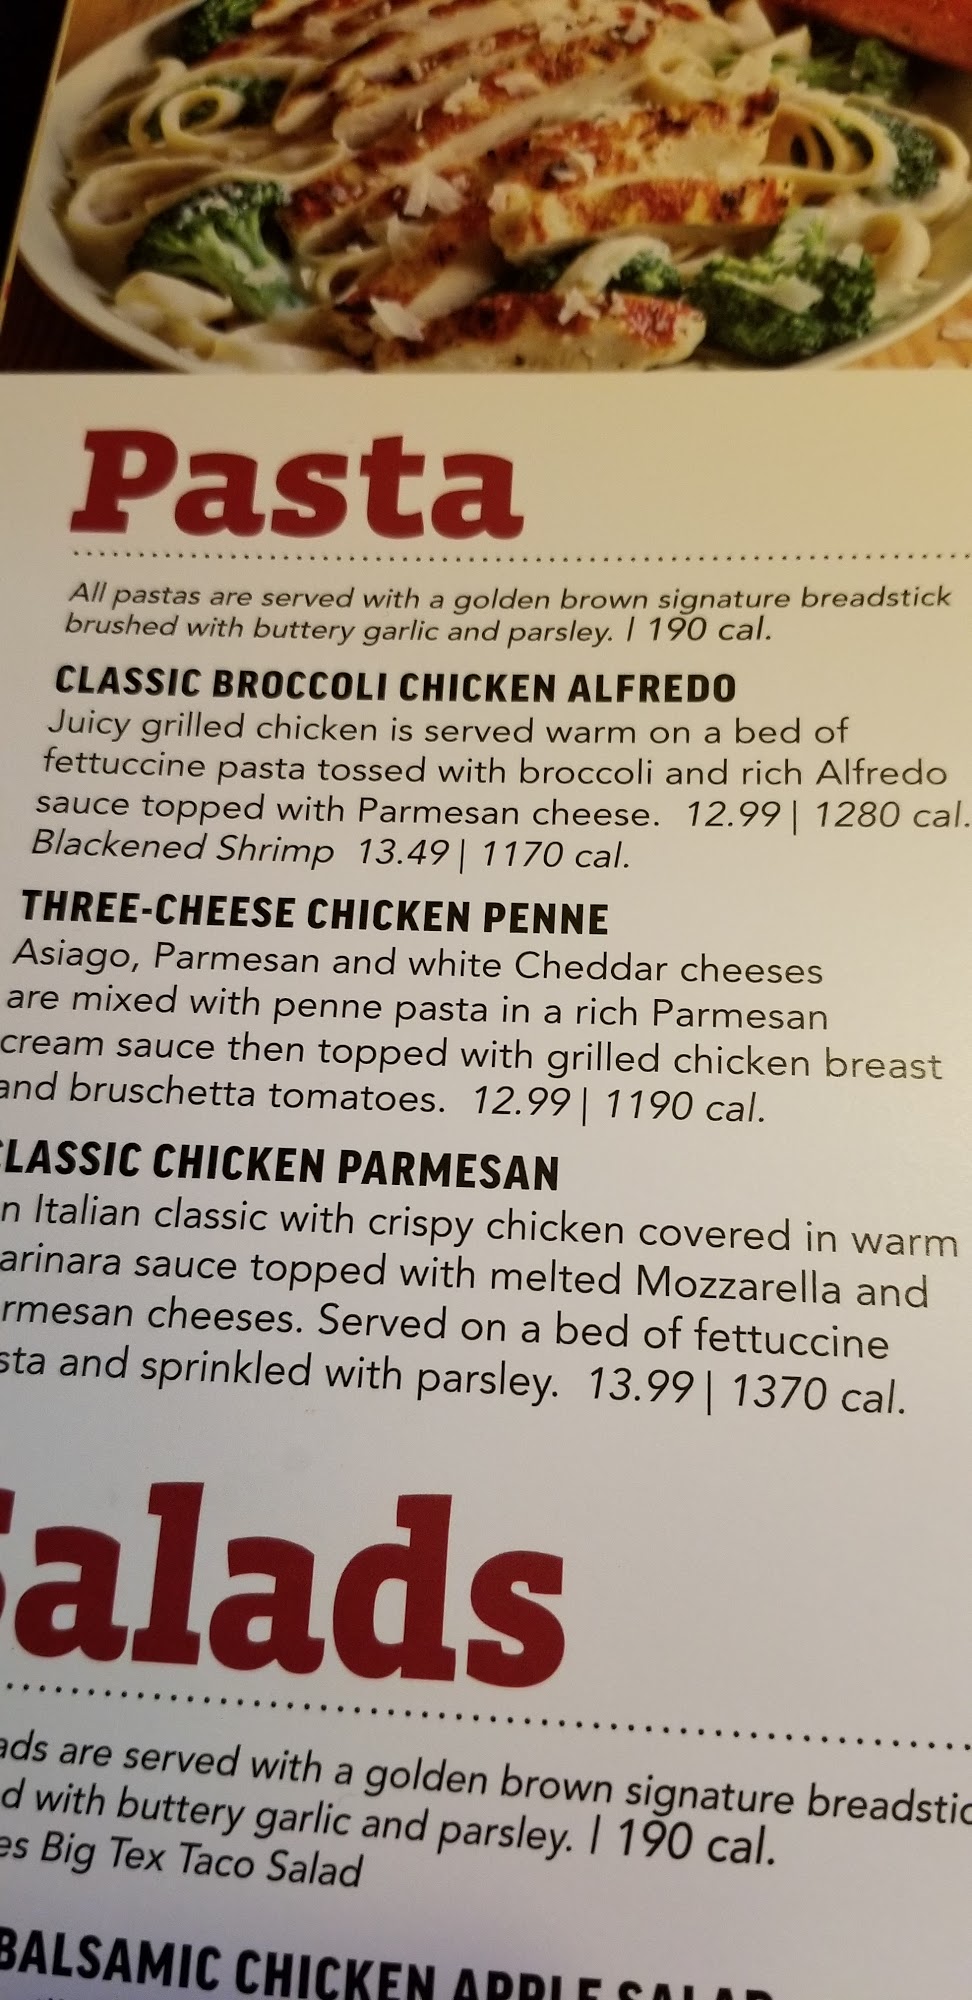 Pasta
All pastas are served with a golden brown signature breadstick
brushed with buttery garlic and parsley. | 190 cal.
CLASSIC BROCCOLI CHICKEN ALFREDO
Juicy grilled chicken is served warm on a bed of
fettuccine pasta tossed with broccoli and rich Alfredo
sauce topped with Parmesan cheese. 12.99 | 1280 cal.
Blackened Shrimp 13.49 | 1170 cal.
THREE-CHEESE CHICKEN PENNE
Asiago, Parmesan and white Cheddar cheeses
are mixed with penne pasta in a rich Parmesan
cream sauce then topped with grilled chicken breast
and bruschetta tomatoes. 12.99 | 1190 cal.
CLASSIC CHICKEN PARMESAN
n Italian classic with crispy chicken covered in warm
arinara sauce topped with melted Mozzarella and
rmesan cheeses. Served on a bed of fettuccine
sta and sprinkled with parsley. 13.99 | 1370 cal.
Salads
ads are served with a golden brown signature breadstic
d with buttery garlic and parsley. | 190 cal.
es Big Tex Taco Salad
BALSAMIC CHICKEN APPLE SALAD